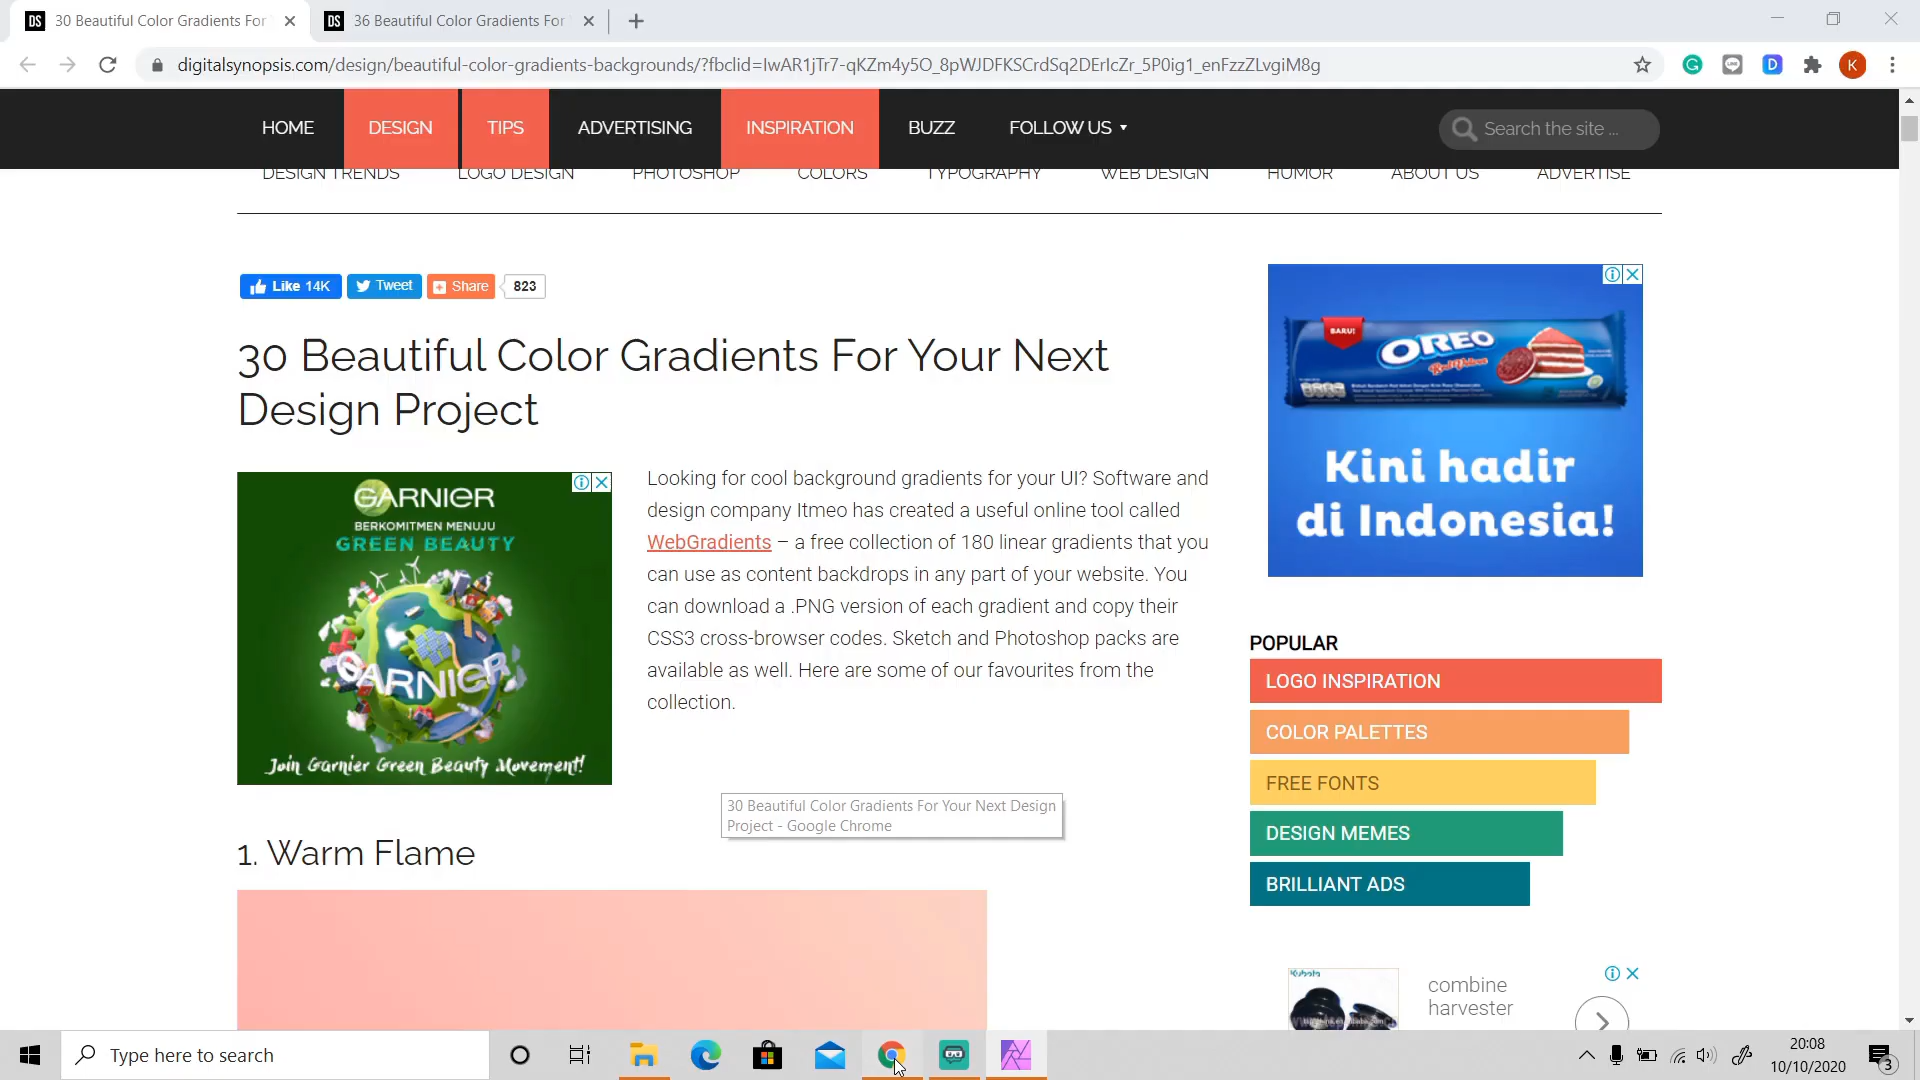 30 Beautiful Color Gradients For
36 Beautiful Color Gradients For
digitalsynopsis.com/design/beautiful-color-gradients-backgrounds/?fbclid=IwAR1jTr7-qKZm4y5O_8pWJDFKSCrdSq2DErIcZr_5P0ig1_enFzzZLvgiM8g
K
HOME DESIGN TIPS ADVERTISING INSPIRATION BUZZ FOLLOW US
Search the site ...
DESIGN TRENDS LOGO DESIGN PHOTOSHOP COLORS TYPOGRAPHY WEB DESIGN HUMOR ABOUT US ADVERTISE
Like 14K Tweet Share 823
30 Beautiful Color Gradients For Your Next
Design Project
GARNIER
BERKOMITMEN MENUJU
GREEN BEAUTY
GARNIER
Join Garnier Green Beauty Movement!
Looking for cool background gradients for your UI? Software and
design company Itmeo has created a useful online tool called
WebGradients – a free collection of 180 linear gradients that you
can use as content backdrops in any part of your website. You
can download a .PNG version of each gradient and copy their
CSS3 cross-browser codes. Sketch and Photoshop packs are
available as well. Here are some of our favourites from the
collection.
30 Beautiful Color Gradients For Your Next Design
Project - Google Chrome
1. Warm Flame
BARU!
OREO
Red Velvet
Kini hadir
di Indonesia!
POPULAR
LOGO INSPIRATION
COLOR PALETTES
FREE FONTS
DESIGN MEMES
BRILLIANT ADS
Kubota
combine
harvester
Type here to search
20:08
10/10/2020
3